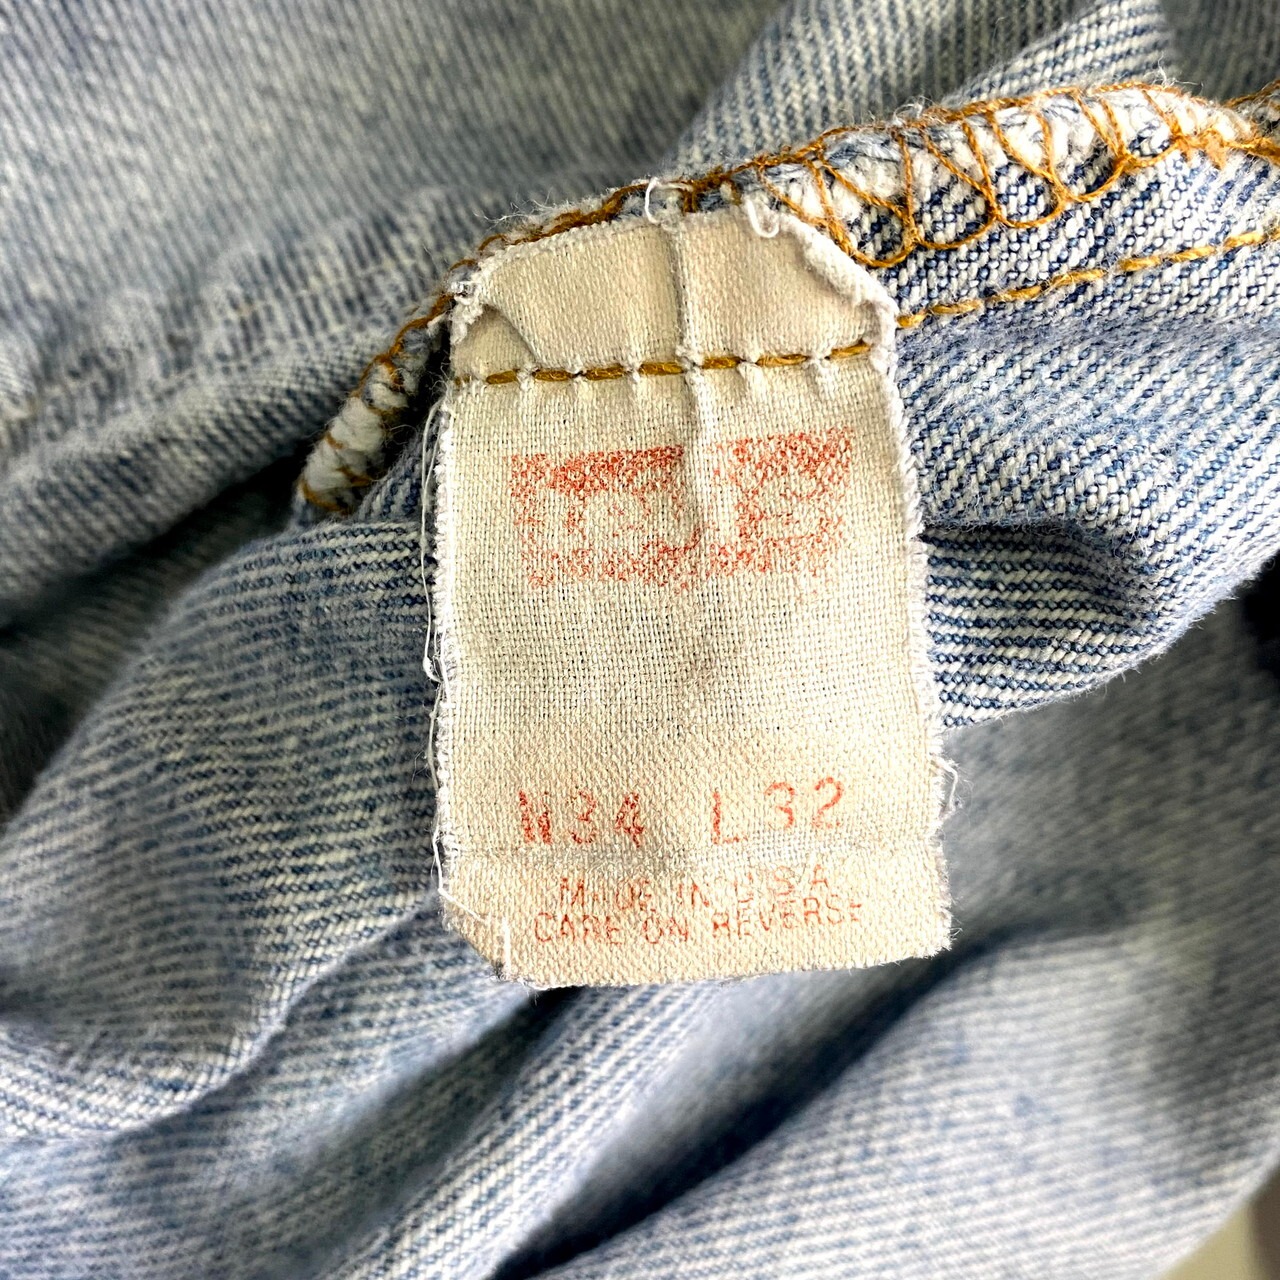 W34 L32
MADE IN U.S.A.
CARE ON REVERSE